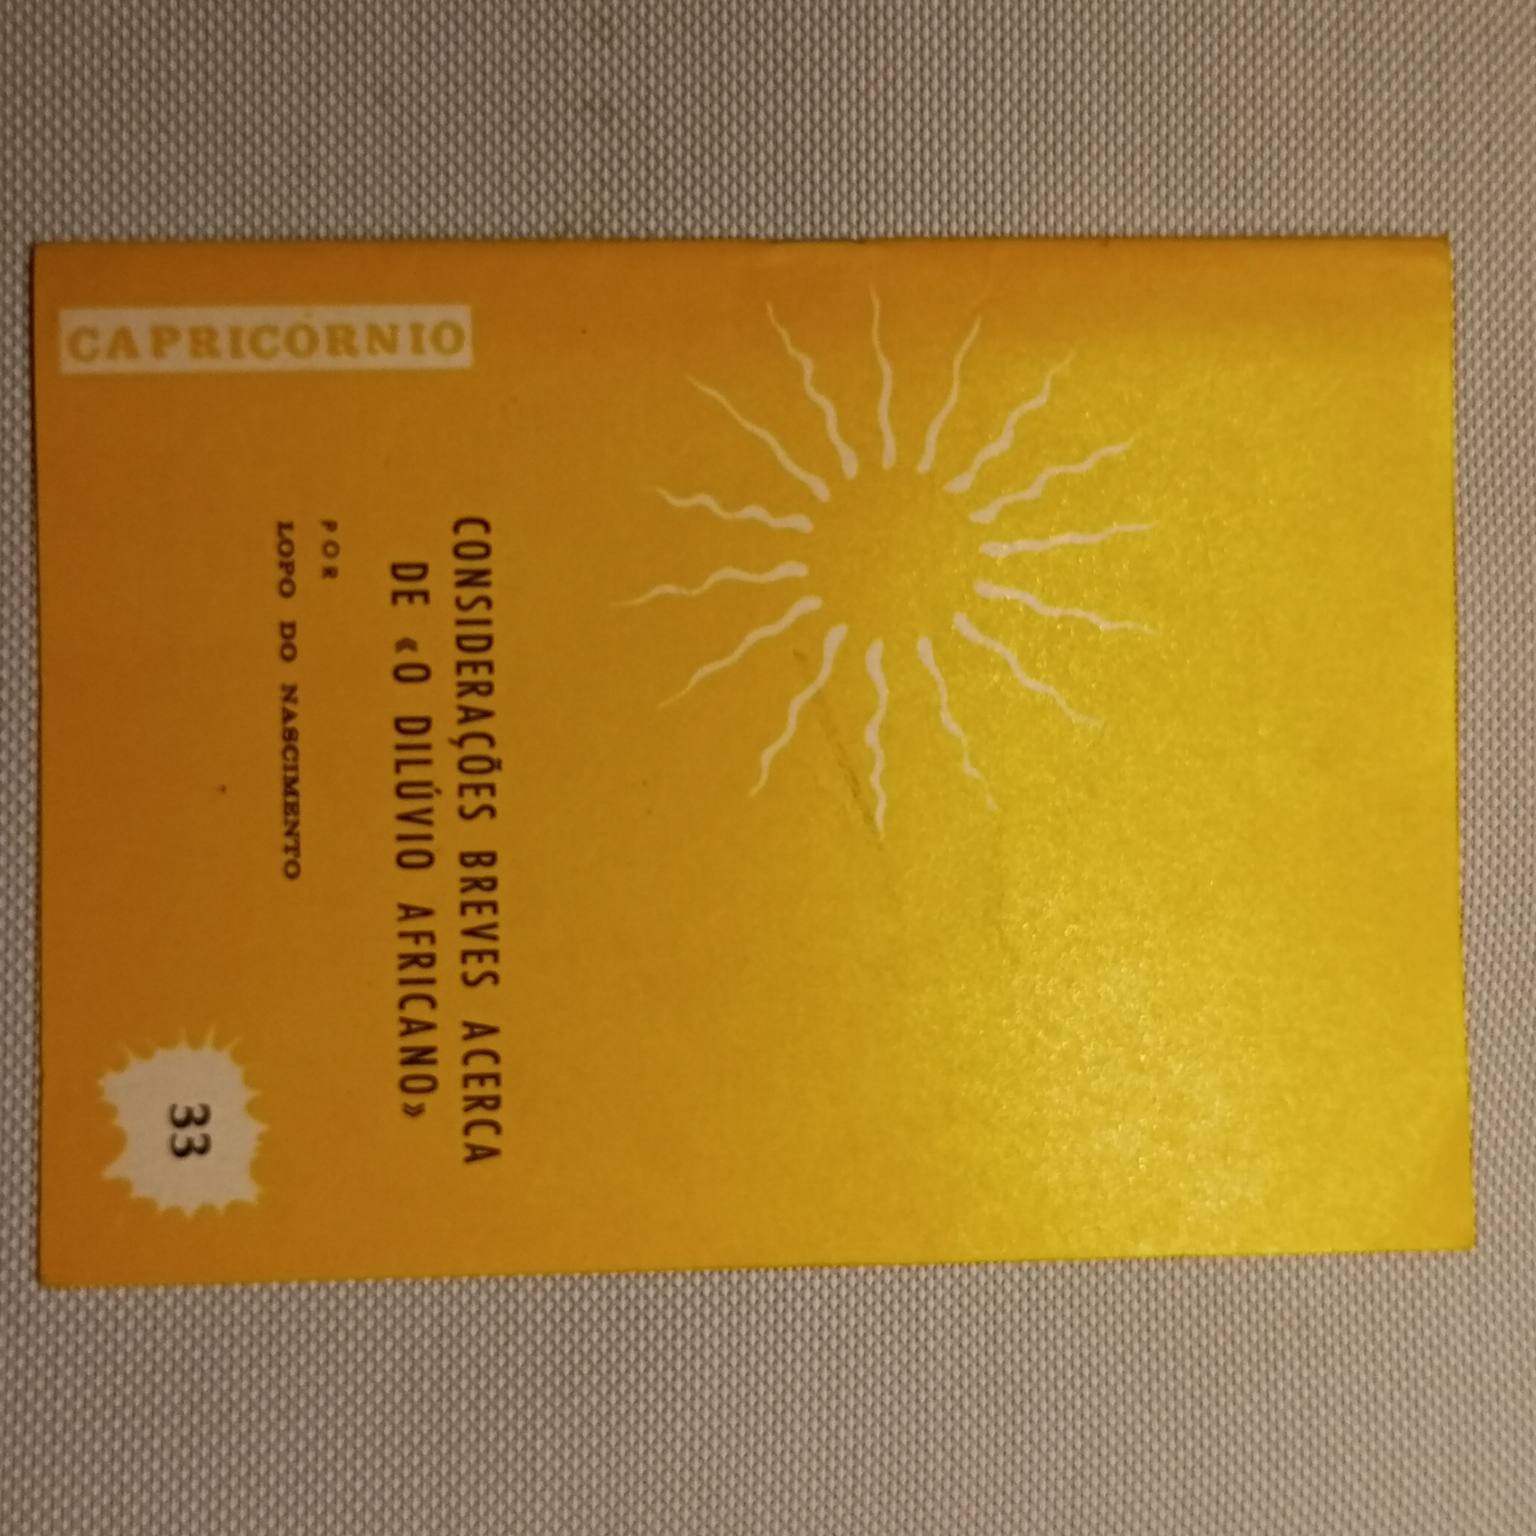 CAPRICÓRNIO
CONSIDERAÇÕES BREVES ACERCA
DE «O DILÚVIO AFRICANO»
POR
LOPO DO NASCIMENTO
33